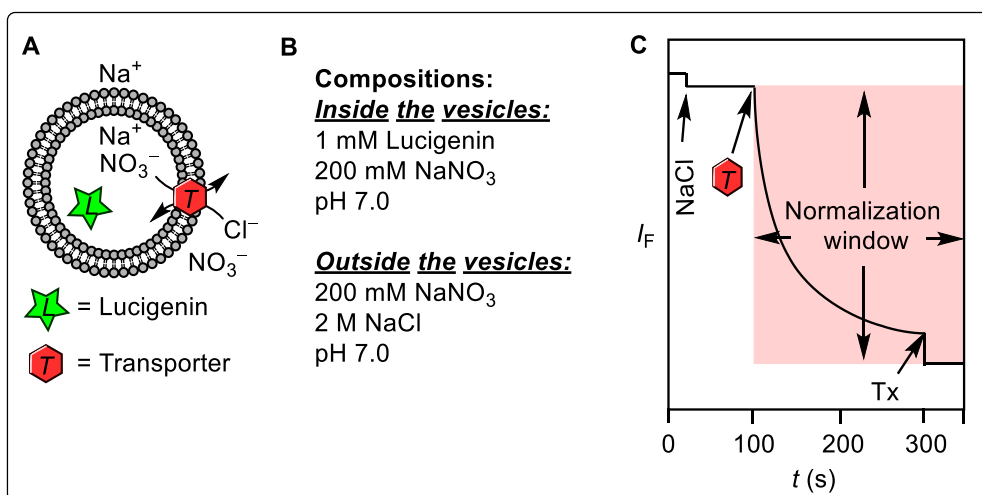 A
Na⁺
Na⁺
NO₃⁻
L
T
Cl⁻
NO₃⁻
L = Lucigenin
T = Transporter
B
Compositions:
Inside the vesicles:
1 mM Lucigenin
200 mM NaNO₃
pH 7.0
Outside the vesicles:
200 mM NaNO₃
2 M NaCl
pH 7.0
C
I_F
NaCl
T
Normalization
window
Tx
0 100 200 300
t (s)